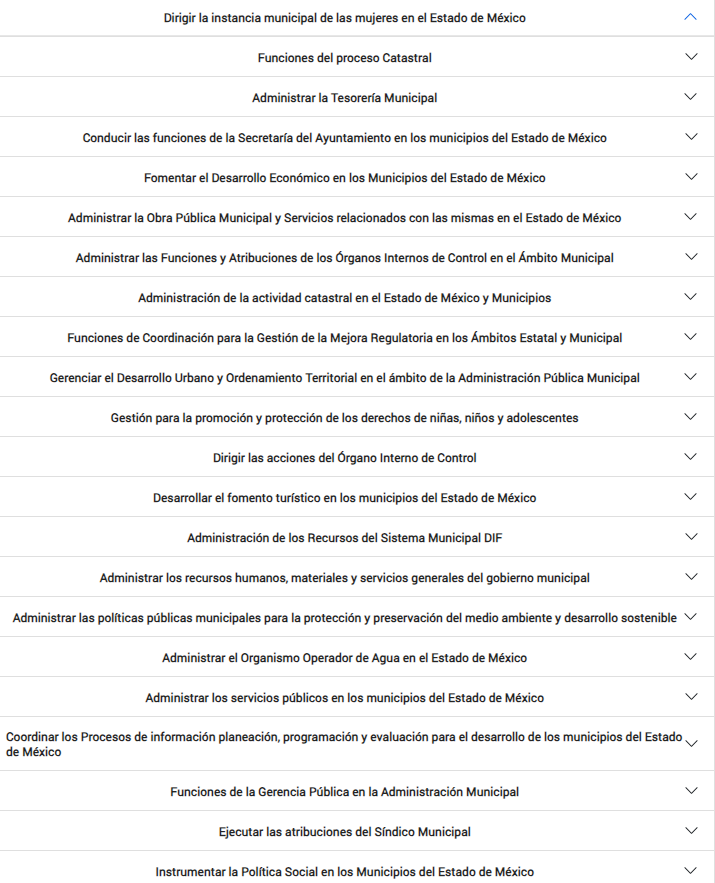 Dirigir la instancia municipal de las mujeres en el Estado de México
Funciones del proceso Catastral
Administrar la Tesorería Municipal
Conducir las funciones de la Secretaría del Ayuntamiento en los municipios del Estado de México
Fomentar el Desarrollo Económico en los Municipios del Estado de México
Administrar la Obra Pública Municipal y Servicios relacionados con las mismas en el Estado de México
Administrar las Funciones y Atribuciones de los Órganos Internos de Control en el Ámbito Municipal
Administración de la actividad catastral en el Estado de México y Municipios
Funciones de Coordinación para la Gestión de la Mejora Regulatoria en los Ámbitos Estatal y Municipal
Gerenciar el Desarrollo Urbano y Ordenamiento Territorial en el ámbito de la Administración Pública Municipal
Gestión para la promoción y protección de los derechos de niñas, niños y adolescentes
Dirigir las acciones del Órgano Interno de Control
Desarrollar el fomento turístico en los municipios del Estado de México
Administración de los Recursos del Sistema Municipal DIF
Administrar los recursos humanos, materiales y servicios generales del gobierno municipal
Administrar las políticas públicas municipales para la protección y preservación del medio ambiente y desarrollo sostenible
Administrar el Organismo Operador de Agua en el Estado de México
Administrar los servicios públicos en los municipios del Estado de México
Coordinar los Procesos de información planeación, programación y evaluación para el desarrollo de los municipios del Estado
de México
Funciones de la Gerencia Pública en la Administración Municipal
Ejecutar las atribuciones del Síndico Municipal
Instrumentar la Política Social en los Municipios del Estado de México